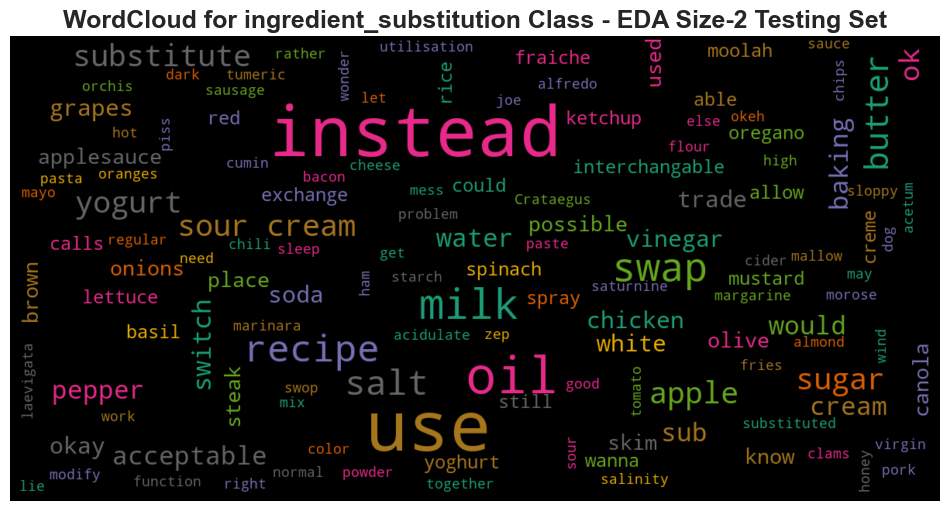 WordCloud for ingredient_substitution Class - EDA Size-2 Testing Set
substitute
rather
utilisation
fraiche
used
moolah
sauce
ok
orchis
dark
tumeric
sausage
wonder
rice
alfredo
chips
butter
grapes
let
joe
able
okeh
hot
piss
red
instead
ketchup
else
oregano
baking
flour
applesauce
cumin
cheese
interchangable
high
pasta
oranges
bacon
mayo
exchange
mess
could
Crataegus
trade
allow
sloppy
acetum
yogurt
sour cream
problem
possible
creme
dog
calls
regular
chili
sleep
water
paste
vinegar
onions
need
get
cider
mallow
may
brown
place
ham
starch
spinach
swap
mustard
lettuce
soda
saturnine
margarine
morose
milk
spray
basil
switch
marinara
acidulate
zep
chicken
would
white
olive
almond
wind
recipe
laevigata
pepper
steak
swop
salt
oil
good
tomato
apple
fries
sugar
canola
work
mix
still
cream
use
substituted
okay
acceptable
color
skim
sub
know
clams
virgin
modify
function
normal
powder
yoghurt
sour
wanna
honey
pork
lie
right
together
salinity